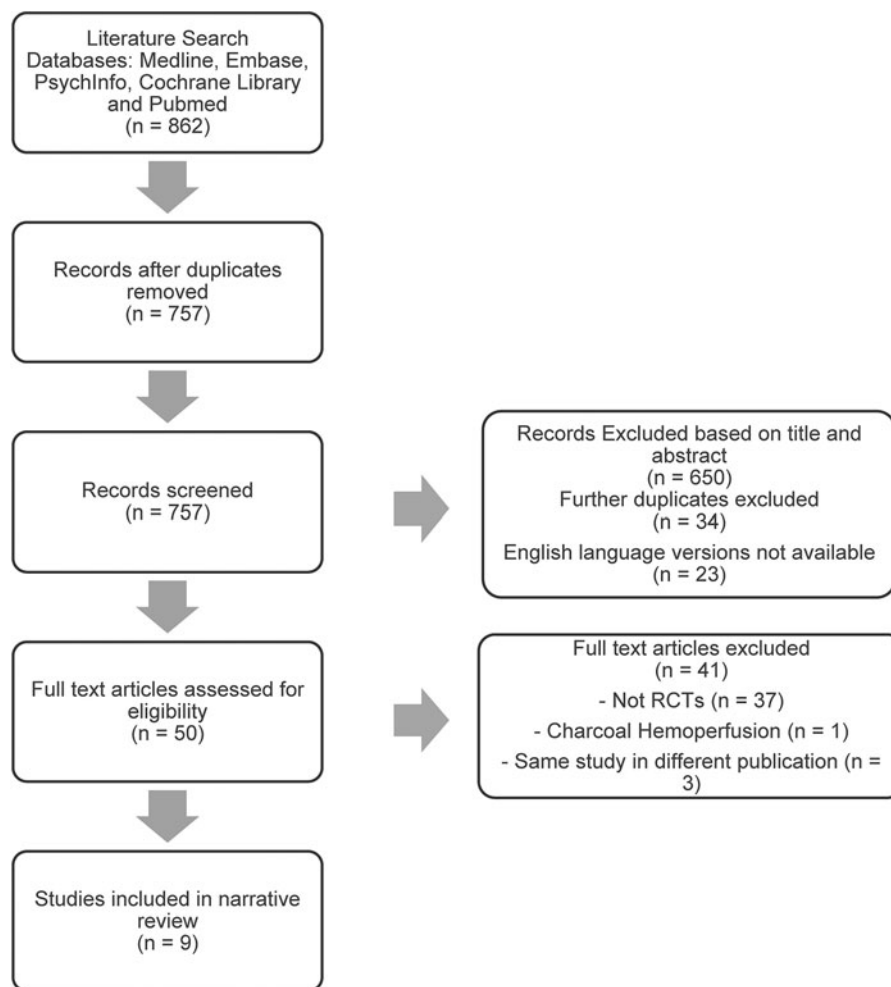 Literature Search
Databases: Medline, Embase,
PsychInfo, Cochrane Library
and Pubmed
(n = 862)
Records after duplicates
removed
(n = 757)
Records screened
(n = 757)
Records Excluded based on title and
abstract
(n = 650)
Further duplicates excluded
(n = 34)
English language versions not available
(n = 23)
Full text articles assessed for
eligibility
(n = 50)
Full text articles excluded
(n = 41)
- Not RCTs (n = 37)
- Charcoal Hemoperfusion (n = 1)
- Same study in different publication (n =
3)
Studies included in narrative
review
(n = 9)